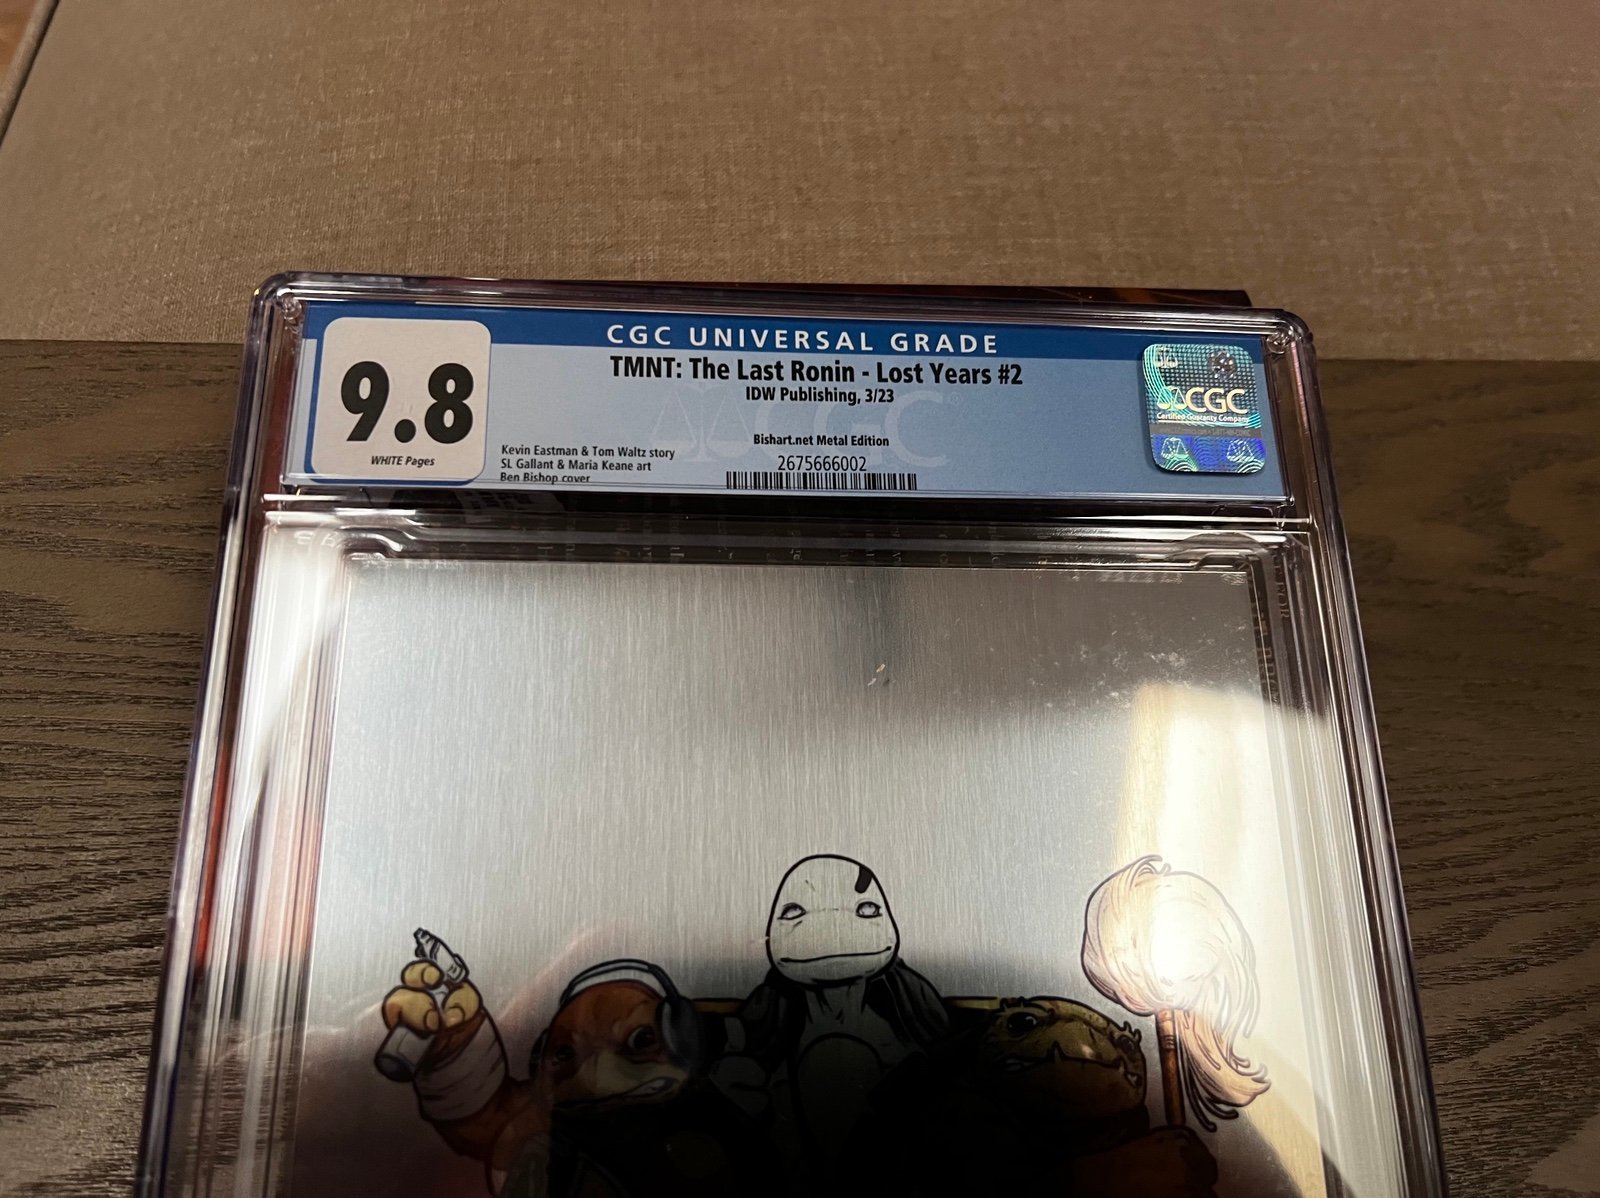 CGC UNIVERSAL GRADE
9.8
WHITE Pages
TMNT: The Last Ronin - Lost Years #2
IDW Publishing, 3/23
Bishart.net Metal Edition
Kevin Eastman & Tom Waltz story
SL Gallant & Maria Keane art
Ben Bishop cover
2675666002
CGC
CGC
Certified Guaranty Company